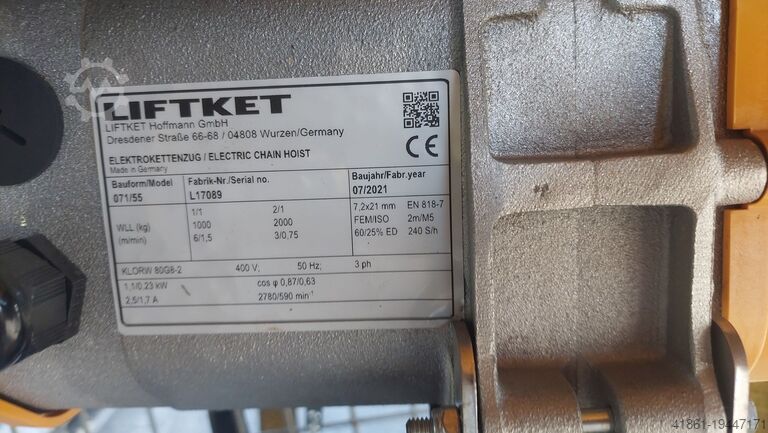 LIFTKET
LIFTKET Hoffmann GmbH
Dresdener Straße 66-68 / 04808 Wurzen/Germany
CE
ELEKTROKETTENZUG / ELECTRIC CHAIN HOIST
Made in Germany
Bauform/Model Fabrik-Nr./Serial no. Baujahr/Fabr.year
071/55 L17089 07/2021
1/1 2/1 7,2x21 mm EN 818-7
WLL (kg) 1000 2000 FEM/ISO 2m/M5
(m/min) 6/1,5 3/0,75 60/25% ED 240 S/h
KLORW 80G8-2 400 V; 50 Hz; 3 ph
1,1/0,23 kW cos φ 0,87/0,63
2,5/1,7 A 2780/590 min⁻¹
41861-19447171